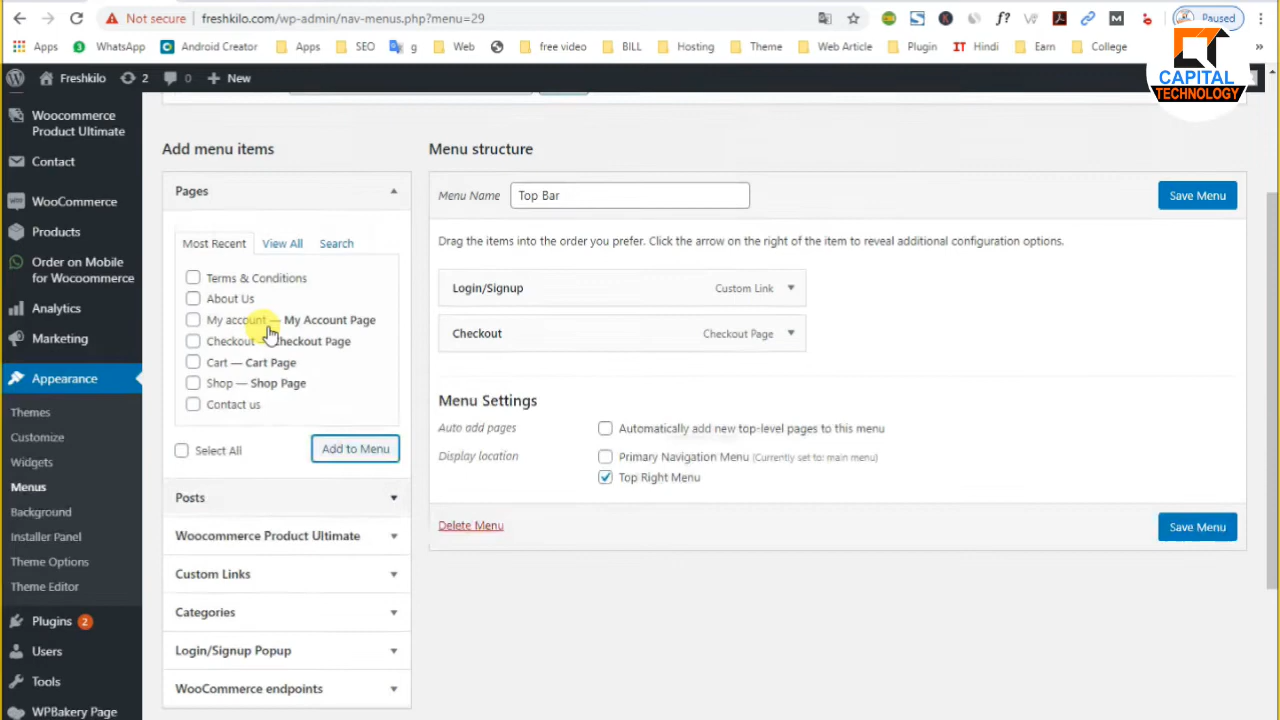 Not secure
freshkilo.com/wp-admin/nav-menus.php?menu=29
Paused
Apps
WhatsApp
Android Creator
Apps
SEO
g
Web
free video
BILL
Hosting
Theme
Web Article
Plugin
IT Hindi
Earn
College
»
CAPITAL
TECHNOLOGY
Freshkilo
2
0
New
Woocommerce
Product Ultimate
Contact
WooCommerce
Products
Order on Mobile
for Wocoommerce
Analytics
Marketing
Appearance
Themes
Customize
Widgets
Menus
Background
Installer Panel
Theme Options
Theme Editor
Plugins 2
Users
Tools
WPBakery Page
Add menu items
Pages
Most Recent
View All
Search
Terms & Conditions
About Us
My account — My Account Page
Checkout — Checkout Page
Cart — Cart Page
Shop — Shop Page
Contact us
Select All
Add to Menu
Posts
Woocommerce Product Ultimate
Custom Links
Categories
Login/Signup Popup
WooCommerce endpoints
Menu structure
Menu Name
Top Bar
Save Menu
Drag the items into the order you prefer. Click the arrow on the right of the item to reveal additional configuration options.
Login/Signup
Custom Link
Checkout
Checkout Page
Menu Settings
Auto add pages
Automatically add new top-level pages to this menu
Display location
Primary Navigation Menu (Currently set to: main menu)
Top Right Menu
Delete Menu
Save Menu